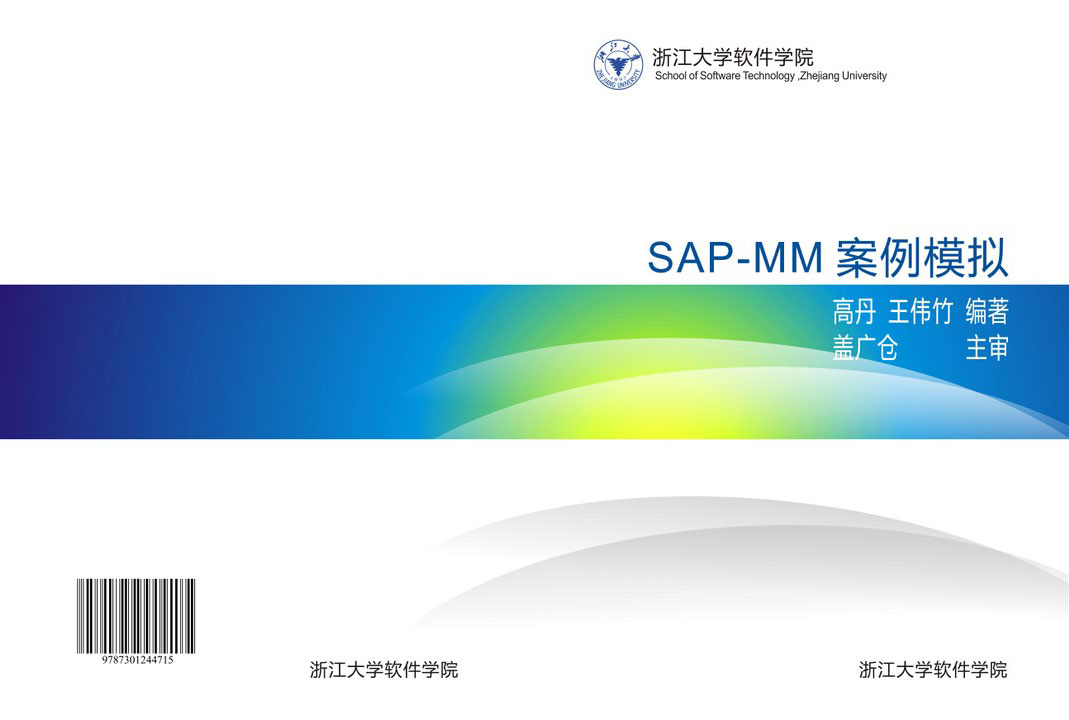 浙江大学软件学院
School of Software Technology ,Zhejiang University
SAP-MM 案例模拟
高丹 王伟竹 编著
盖广仓 主审
9787301244715
浙江大学软件学院
浙江大学软件学院